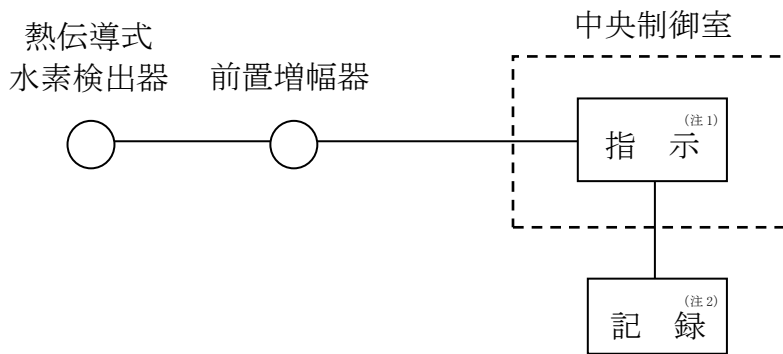 中央制御室
熱伝導式
水素検出器
前置増幅器
指 示 (注1)
記 録 (注2)